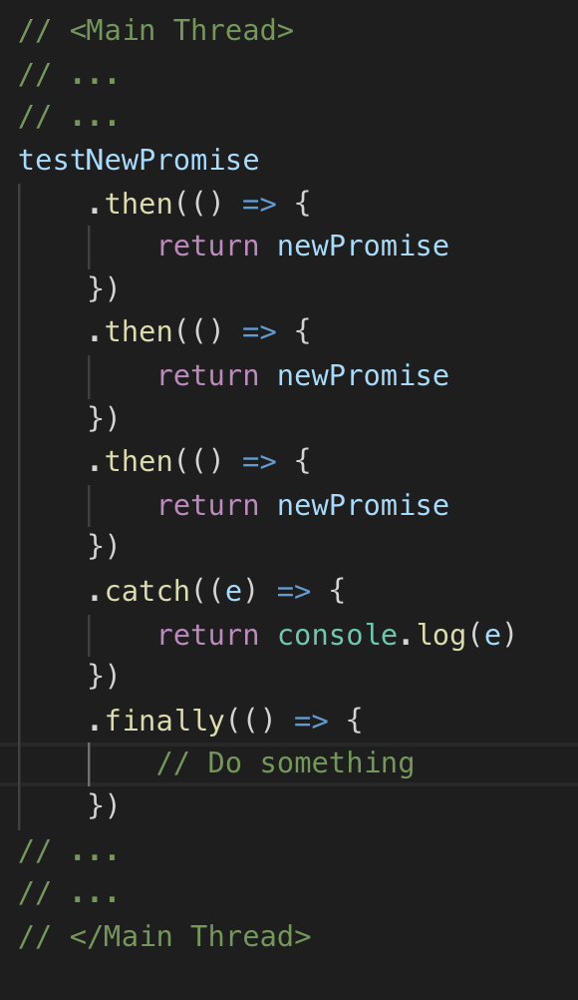 // <Main Thread>
// ...
// ...
testNewPromise
    .then(() => {
        return newPromise
    })
    .then(() => {
        return newPromise
    })
    .then(() => {
        return newPromise
    })
    .catch((e) => {
        return console.log(e)
    })
    .finally(() => {
        // Do something
    })
// ...
// ...
// </Main Thread>